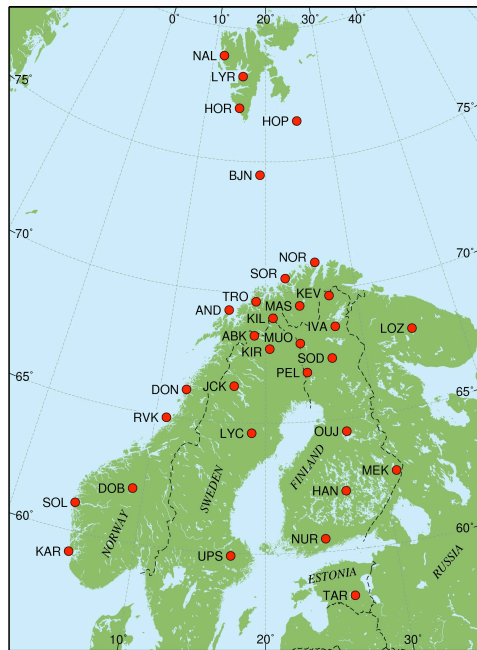 0° 10° 20° 30° 40°
NAL
LYR
75°
HOR
75°
HOP
BJN
70°
NOR
70°
SOR
KEV
TRO
MAS
AND
KIL
IVA
LOZ
ABK
MUO
KIR
SOD
PEL
65°
JCK
DON
65°
RVK
LYC
OUJ
FINLAND
MEK
SWEDEN
DOB
HAN
SOL
60°
NORWAY
60°
NUR
KAR
UPS
RUSSIA
ESTONIA
TAR
10° 20° 30°